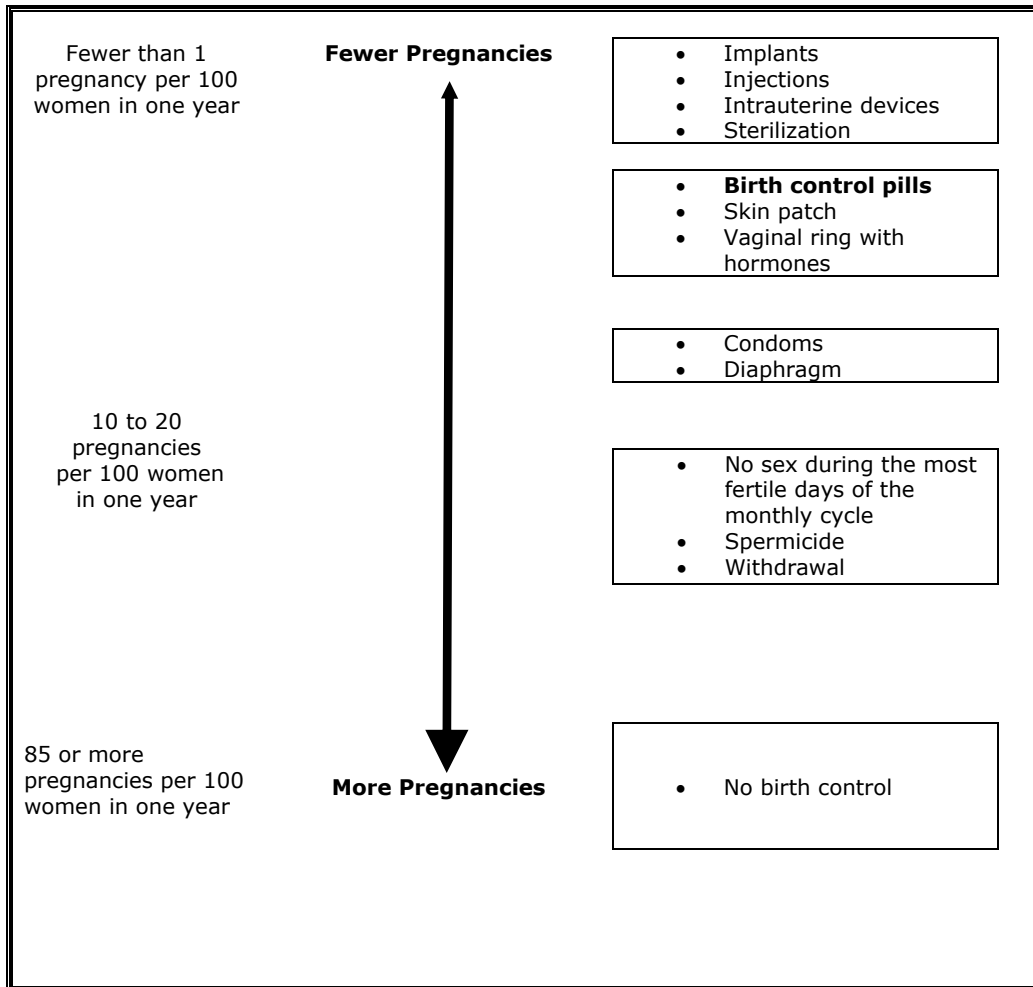 Fewer than 1
pregnancy per 100
women in one year
Fewer Pregnancies
• Implants
• Injections
• Intrauterine devices
• Sterilization
• Birth control pills
• Skin patch
• Vaginal ring with
hormones
• Condoms
• Diaphragm
10 to 20
pregnancies
per 100 women
in one year
• No sex during the most
fertile days of the
monthly cycle
• Spermicide
• Withdrawal
85 or more
pregnancies per 100
women in one year
More Pregnancies
• No birth control